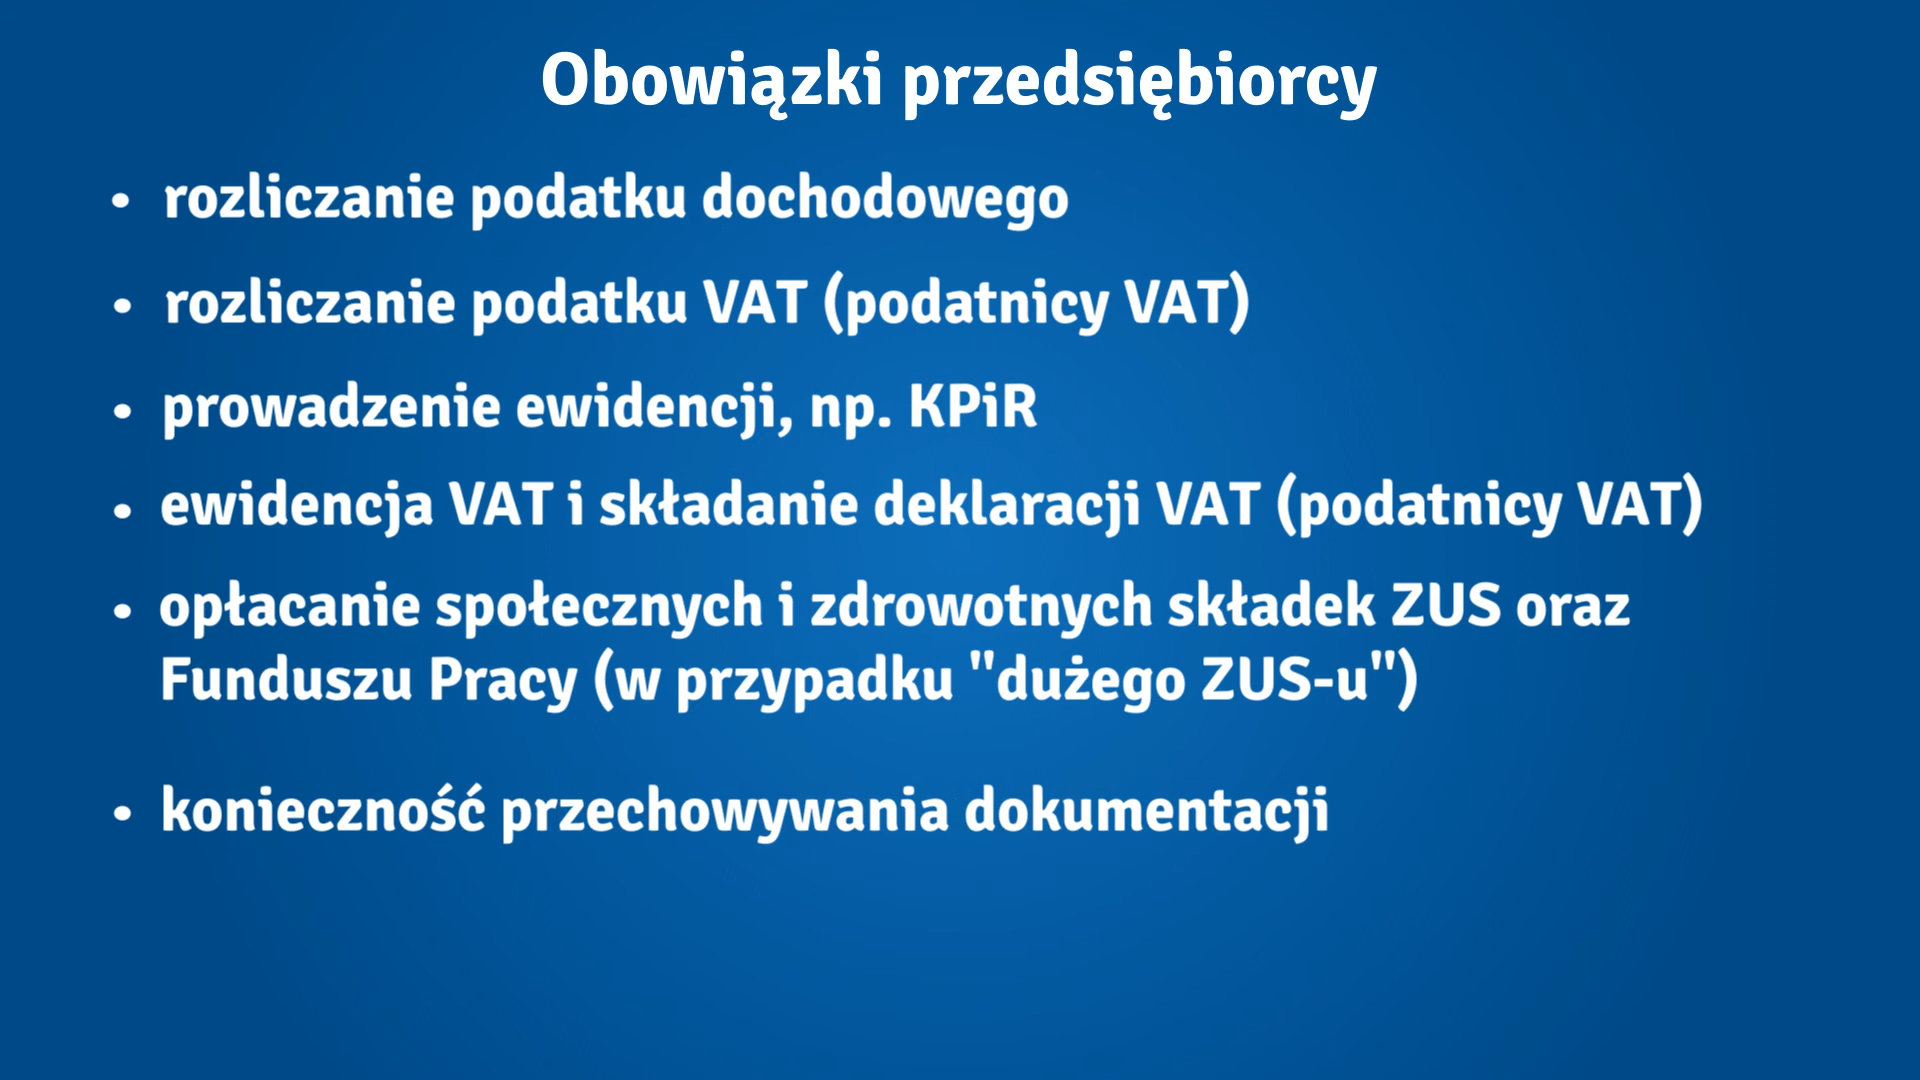 Obowiązki przedsiębiorcy
• rozliczanie podatku dochodowego
• rozliczanie podatku VAT (podatnicy VAT)
• prowadzenie ewidencji, np. KPiR
• ewidencja VAT i składanie deklaracji VAT (podatnicy VAT)
• opłacanie społecznych i zdrowotnych składek ZUS oraz
Funduszu Pracy (w przypadku "dużego ZUS-u")
• konieczność przechowywania dokumentacji